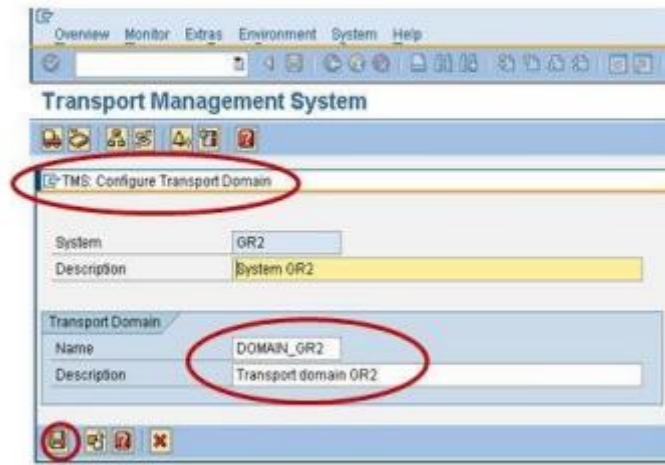 Overview Monitor Extras Environment System Help
Transport Management System
TMS: Configure Transport Domain
System GR2
Description System GR2
Transport Domain
Name DOMAIN_GR2
Description Transport domain GR2